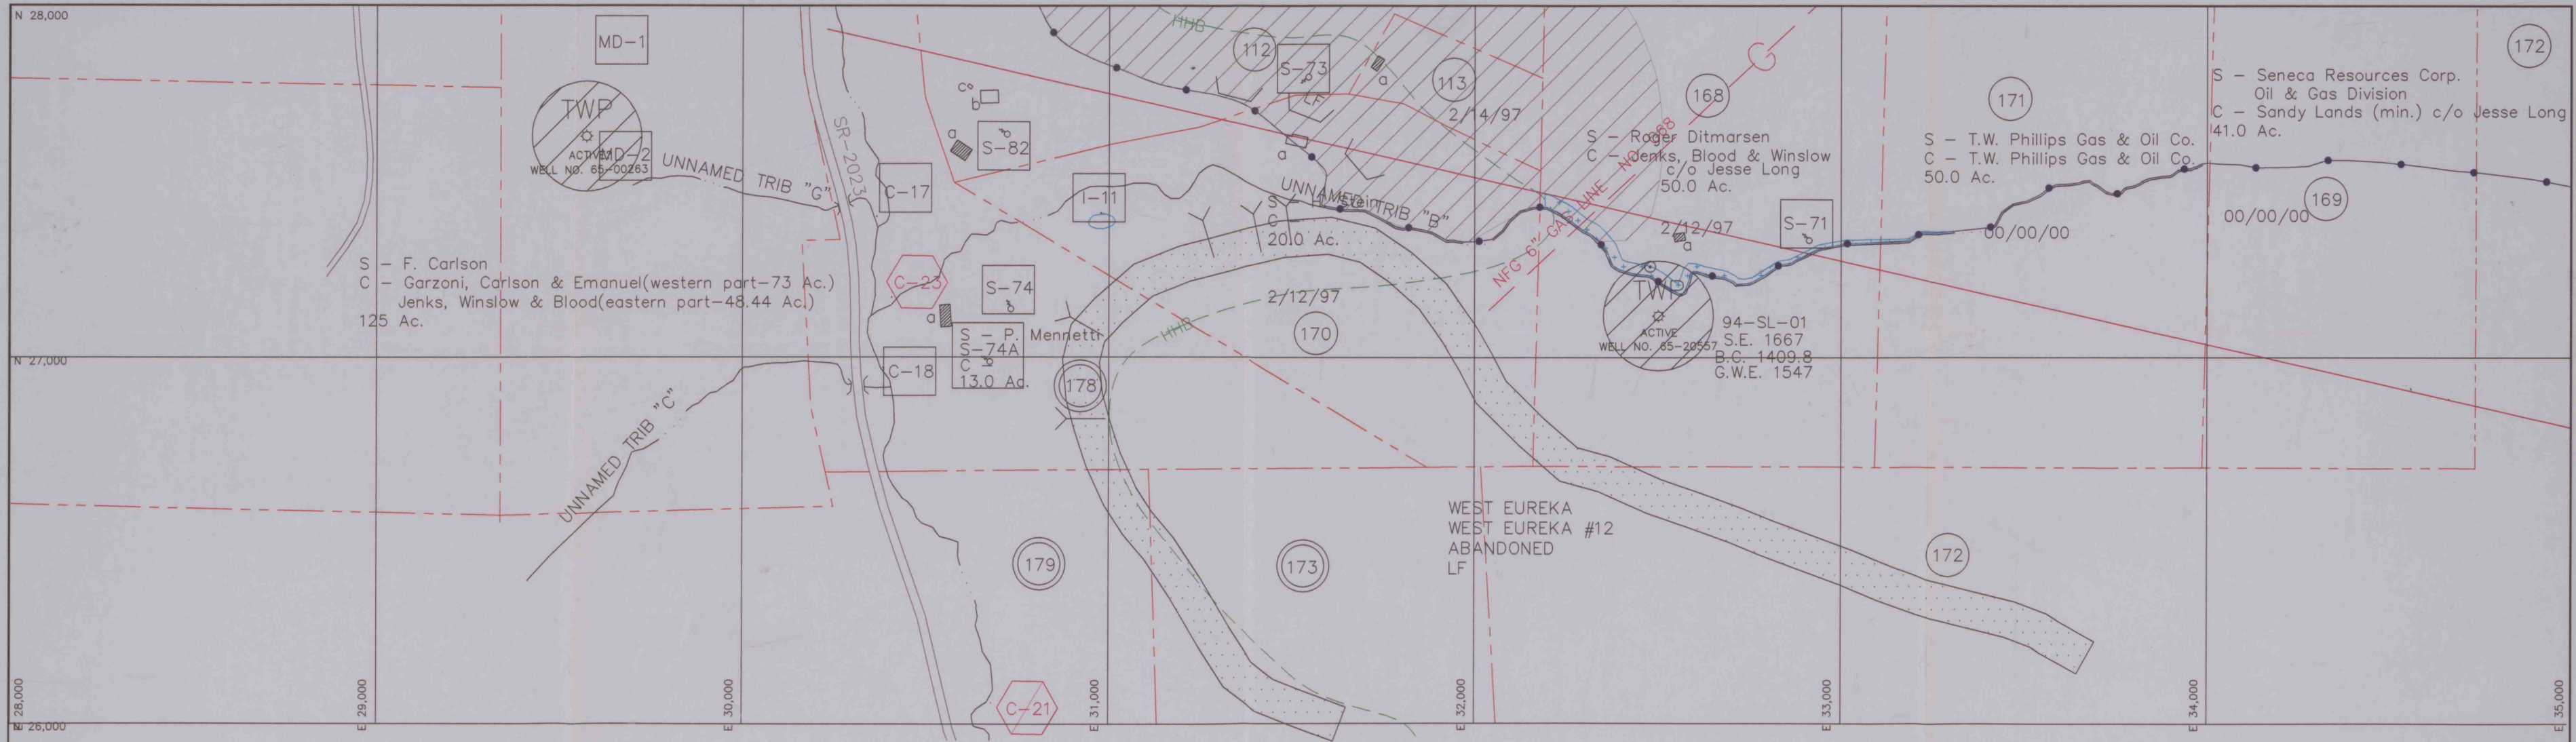 N 28,000
MD-1
TWP
ACTIVE
MD-2
WELL NO. 65-00263
UNNAMED TRIB "G"
SR-2023
C-17
c
b
a
S-82
HHB
112
S-73
a
LF
a
113
2/14/97
168
G
NFG 6" GAS LINE NO.
S - Roger Ditmarsen
C - Jenks, Blood & Winslow
c/o Jesse Long
50.0 Ac.
171
S - T.W. Phillips Gas & Oil Co.
C - T.W. Phillips Gas & Oil Co.
50.0 Ac.
172
S - Seneca Resources Corp.
Oil & Gas Division
C - Sandy Lands (min.) c/o Jesse Long
41.0 Ac.
169
00/00/00
00/00/00
I-11
UNNAMED TRIB "B"
S -
C -
20.0 Ac.
2/12/97
a
S-71
S - F. Carlson
C - Garzoni, Carlson & Emanuel(western part-73 Ac.)
Jenks, Winslow & Blood(eastern part-48.44 Ac.)
125 Ac.
C-23
S-74
a
S - P. Mennetti
S-74A
C -
13.0 Ac.
C-18
HHB
2/12/97
170
178
TWP
ACTIVE
WELL NO. 65-20557
94-SL-01
S.E. 1667
B.C. 1409.8
G.W.E. 1547
N 27,000
UNNAMED TRIB "C"
WEST EUREKA
WEST EUREKA #12
ABANDONED
LF
179
173
172
C-21
E 28,000
N 26,000
E 29,000
E 30,000
E 31,000
E 32,000
E 33,000
E 34,000
E 35,000